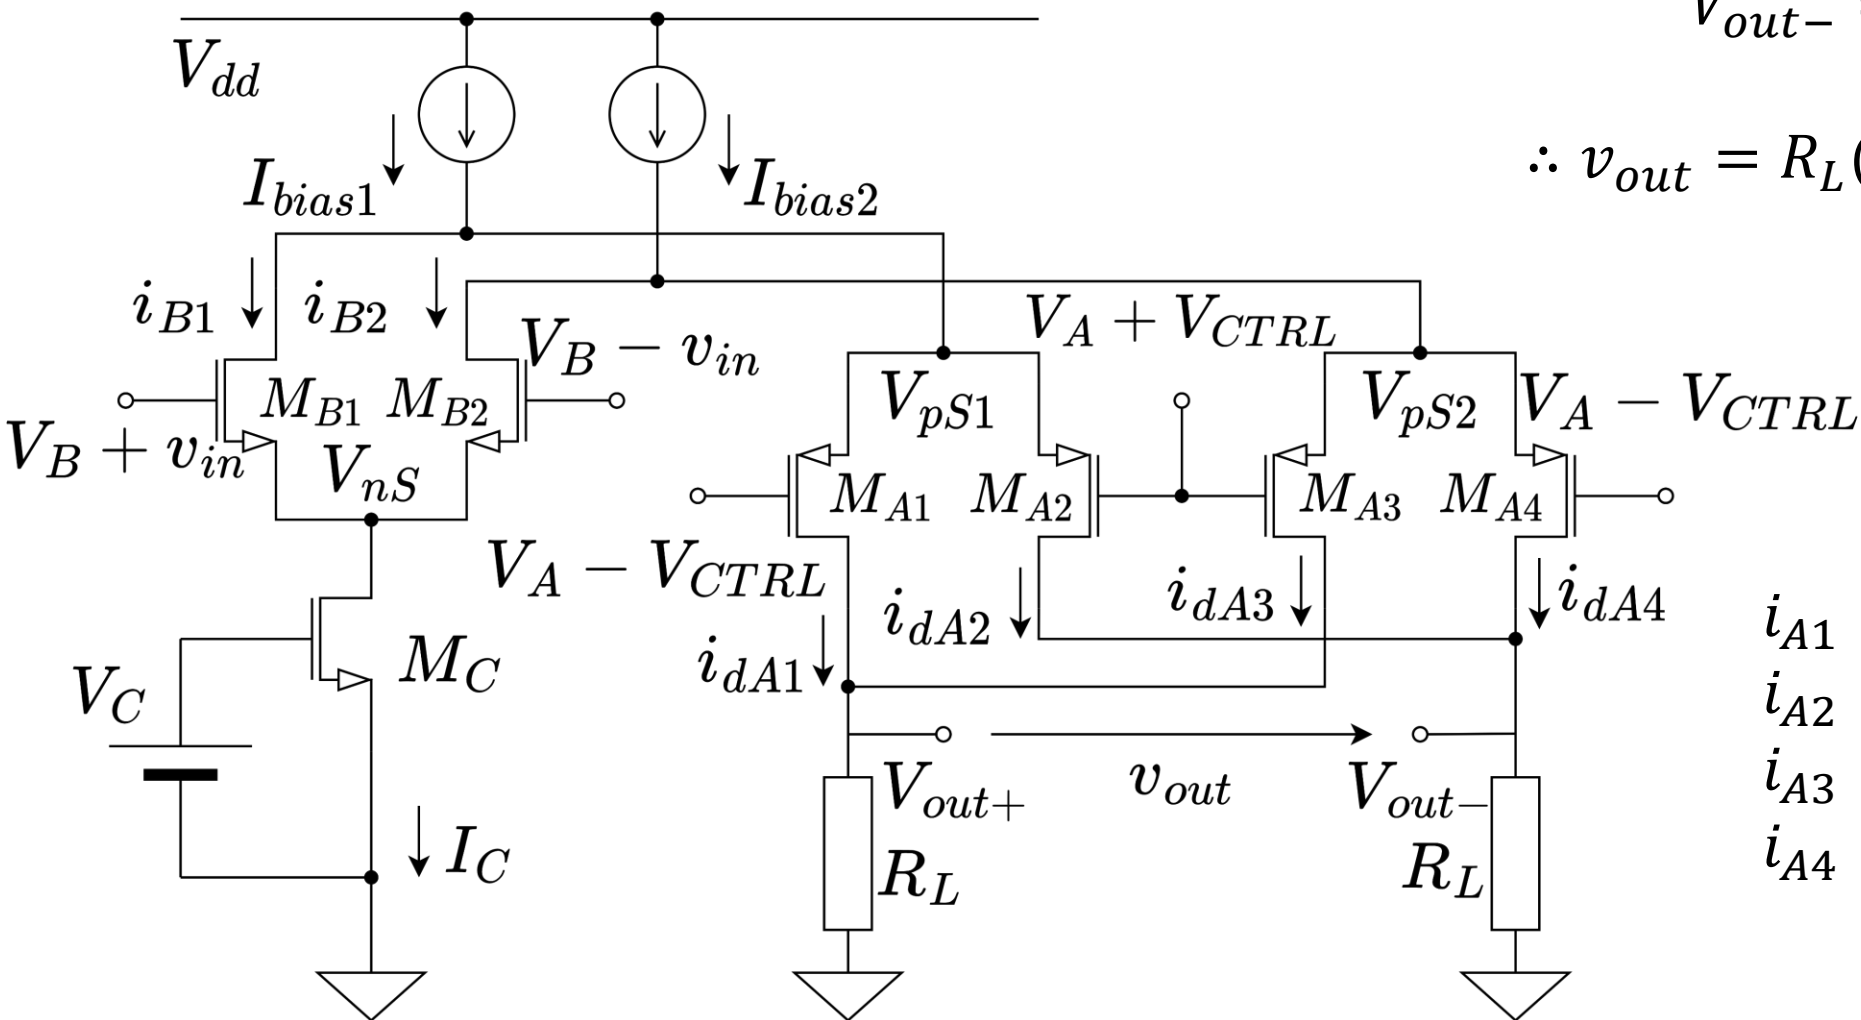 V_{out-}
V_{dd}
∴ v_{out} = R_L(
I_{bias1}
I_{bias2}
i_{B1}
i_{B2}
V_A + V_{CTRL}
V_B − v_{in}
M_{B1}
M_{B2}
V_{pS1}
V_{pS2}
V_A − V_{CTRL}
V_B + v_{in}
V_{nS}
M_{A1}
M_{A2}
M_{A3}
M_{A4}
V_A − V_{CTRL}
i_{dA2}
i_{dA3}
i_{dA4}
i_{dA1}
M_C
V_C
i_{A1}
i_{A2}
i_{A3}
i_{A4}
V_{out+}
v_{out}
V_{out−}
I_C
R_L
R_L